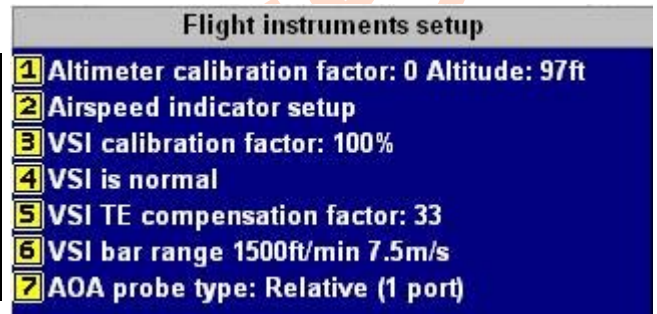 Flight instruments setup
1 Altimeter calibration factor: 0 Altitude: 97ft
2 Airspeed indicator setup
3 VSI calibration factor: 100%
4 VSI is normal
5 VSI TE compensation factor: 33
6 VSI bar range 1500ft/min 7.5m/s
7 AOA probe type: Relative (1 port)